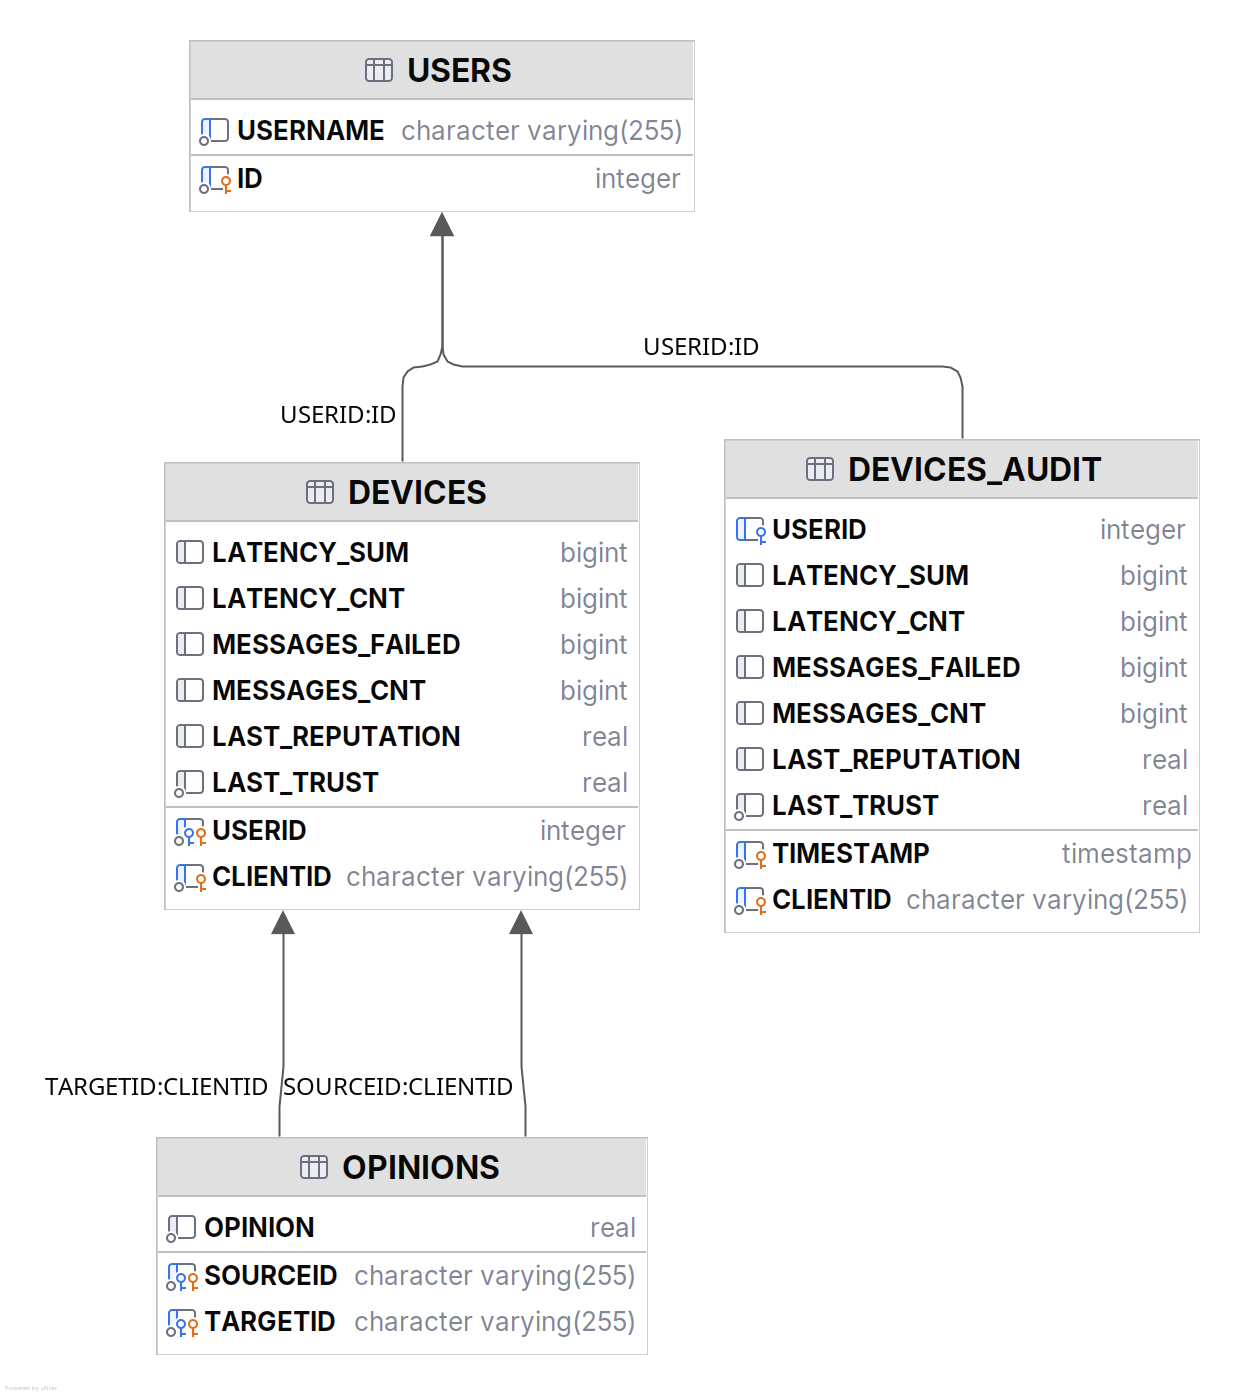 USERS
USERNAME character varying(255)
ID integer
USERID:ID
USERID:ID
DEVICES
LATENCY_SUM bigint
LATENCY_CNT bigint
MESSAGES_FAILED bigint
MESSAGES_CNT bigint
LAST_REPUTATION real
LAST_TRUST real
USERID integer
CLIENTID character varying(255)
DEVICES_AUDIT
USERID integer
LATENCY_SUM bigint
LATENCY_CNT bigint
MESSAGES_FAILED bigint
MESSAGES_CNT bigint
LAST_REPUTATION real
LAST_TRUST real
TIMESTAMP timestamp
CLIENTID character varying(255)
TARGETID:CLIENTID
SOURCEID:CLIENTID
OPINIONS
OPINION real
SOURCEID character varying(255)
TARGETID character varying(255)
Powered by yFiles